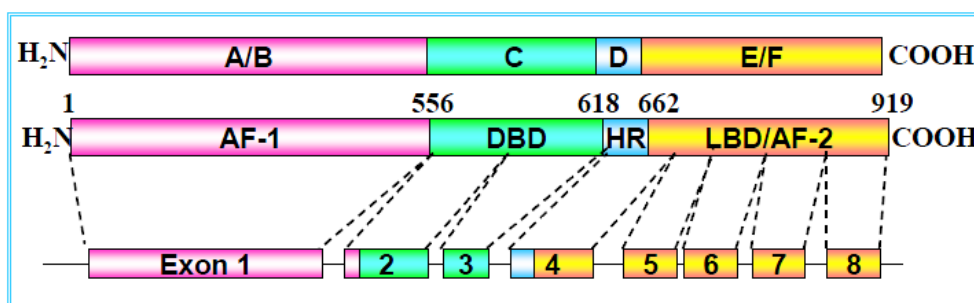 H₂N A/B C D E/F COOH
1 556 618 662 919
H₂N AF-1 DBD HR LBD/AF-2 COOH
Exon 1 2 3 4 5 6 7 8